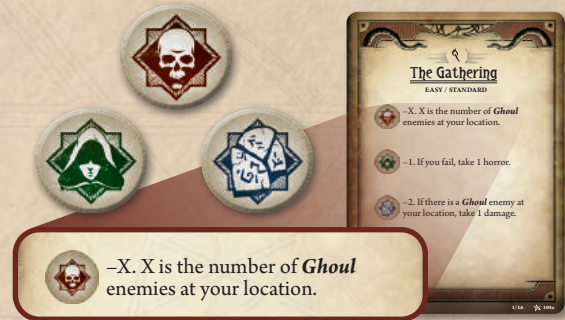 The Gathering
EASY / STANDARD
–X. X is the number of Ghoul
enemies at your location.
–1. If you fail, take 1 horror.
–2. If there is a Ghoul enemy at
your location, take 1 damage.
1/16 104a
–X. X is the number of Ghoul
enemies at your location.